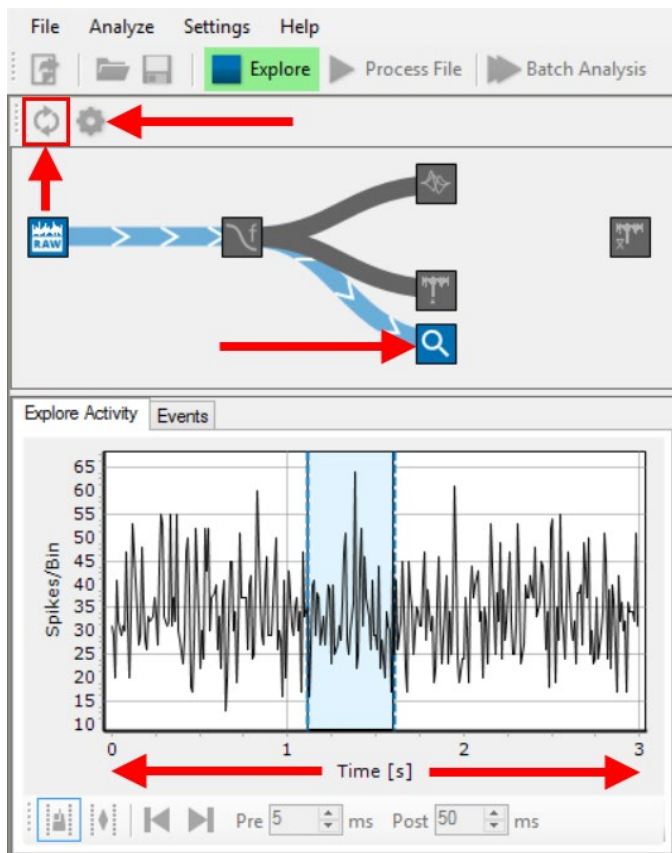 File Analyze Settings Help
Explore Process File Batch Analysis
RAW
f
x
Explore Activity Events
65
60
55
50
45
40
35
30
25
20
15
10
Spikes/Bin
0 1 2 3
Time [s]
Pre 5 ms Post 50 ms